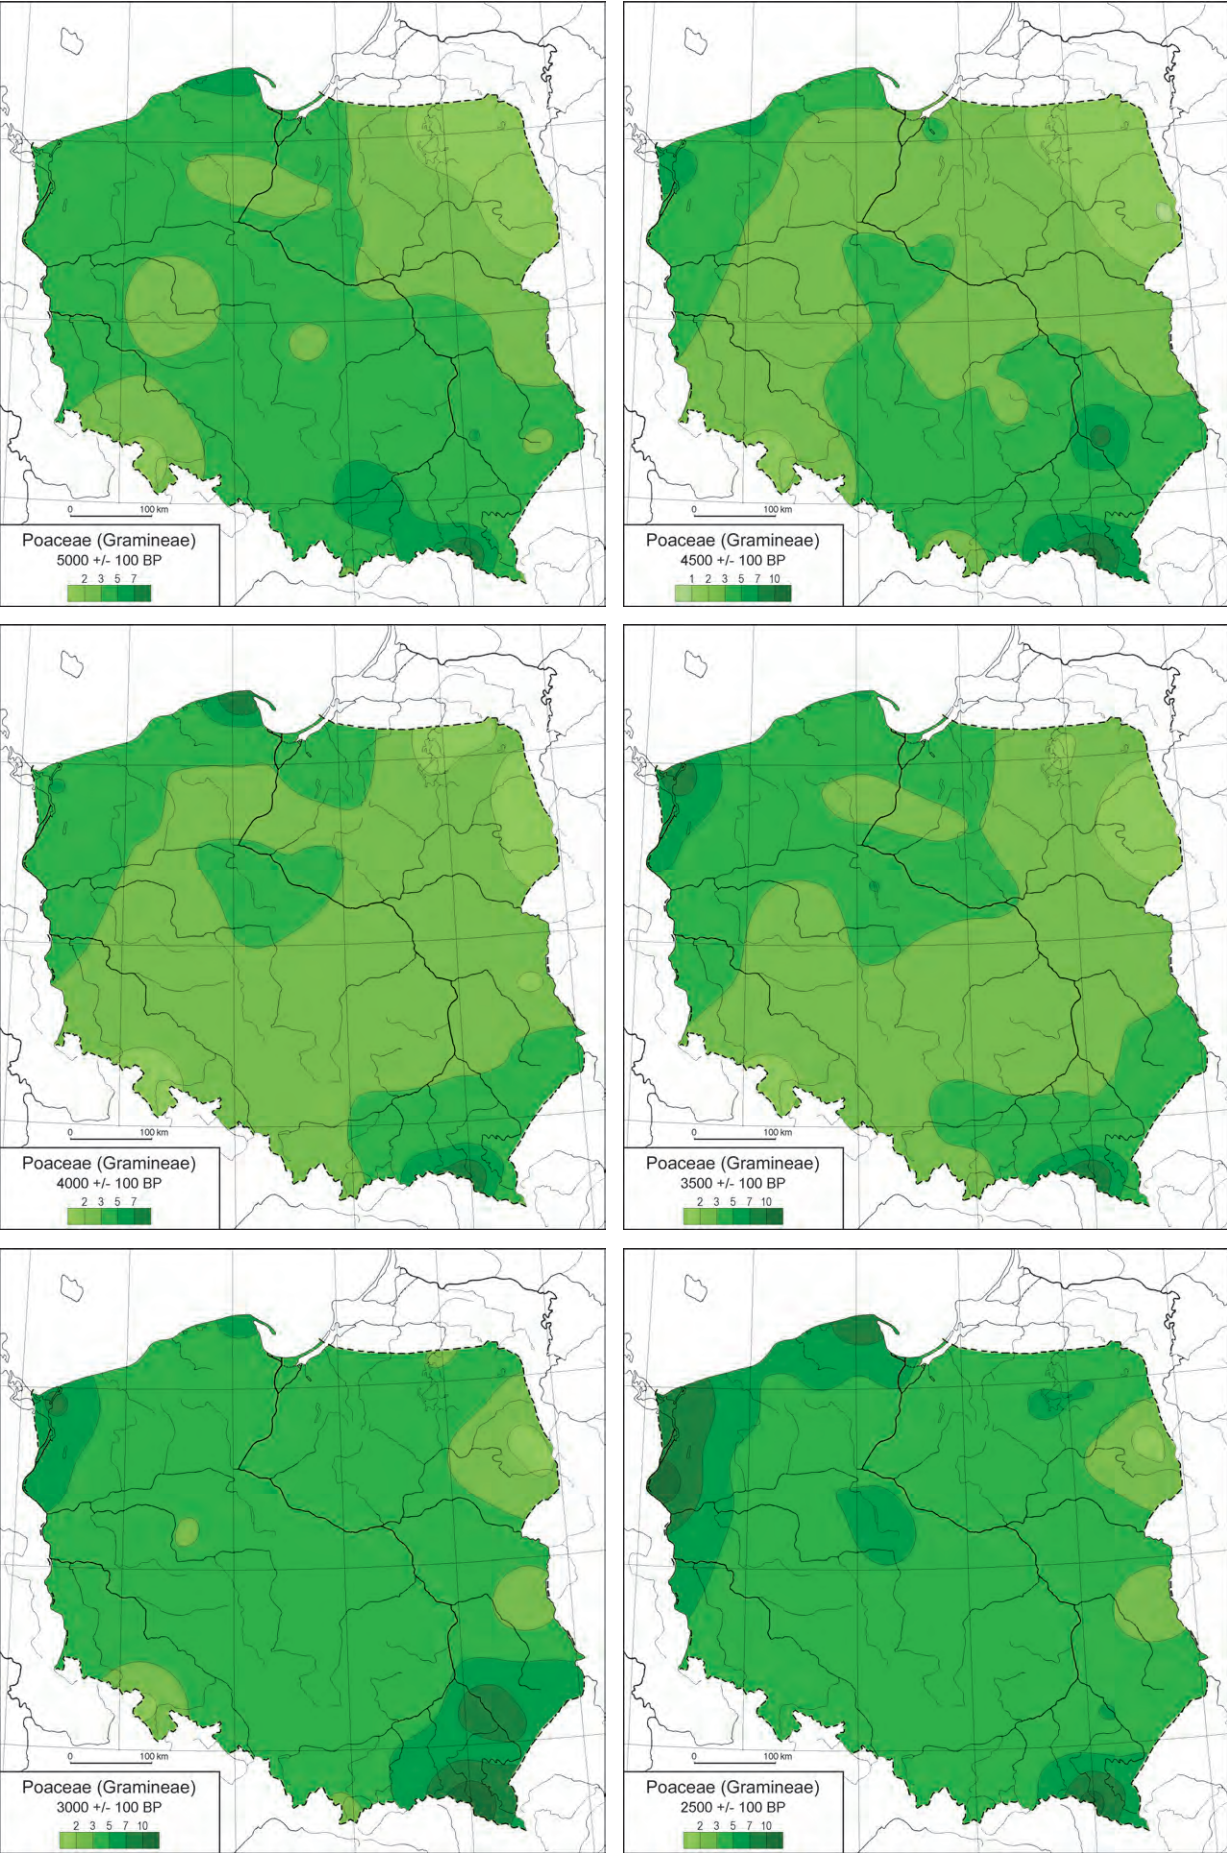 0 100 km
Poaceae (Gramineae)
5000 +/- 100 BP
2 3 5 7
0 100 km
Poaceae (Gramineae)
4500 +/- 100 BP
1 2 3 5 7 10
0 100 km
Poaceae (Gramineae)
4000 +/- 100 BP
2 3 5 7
0 100 km
Poaceae (Gramineae)
3500 +/- 100 BP
2 3 5 7 10
0 100 km
Poaceae (Gramineae)
3000 +/- 100 BP
2 3 5 7 10
0 100 km
Poaceae (Gramineae)
2500 +/- 100 BP
2 3 5 7 10